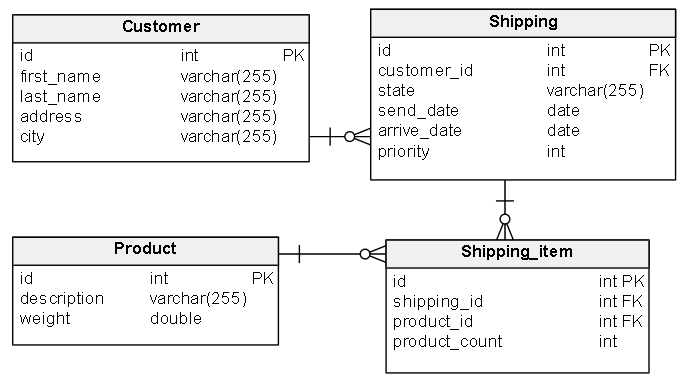 Customer
id int PK
first_name varchar(255)
last_name varchar(255)
address varchar(255)
city varchar(255)
Shipping
id int PK
customer_id int FK
state varchar(255)
send_date date
arrive_date date
priority int
Product
id int PK
description varchar(255)
weight double
Shipping_item
id int PK
shipping_id int FK
product_id int FK
product_count int